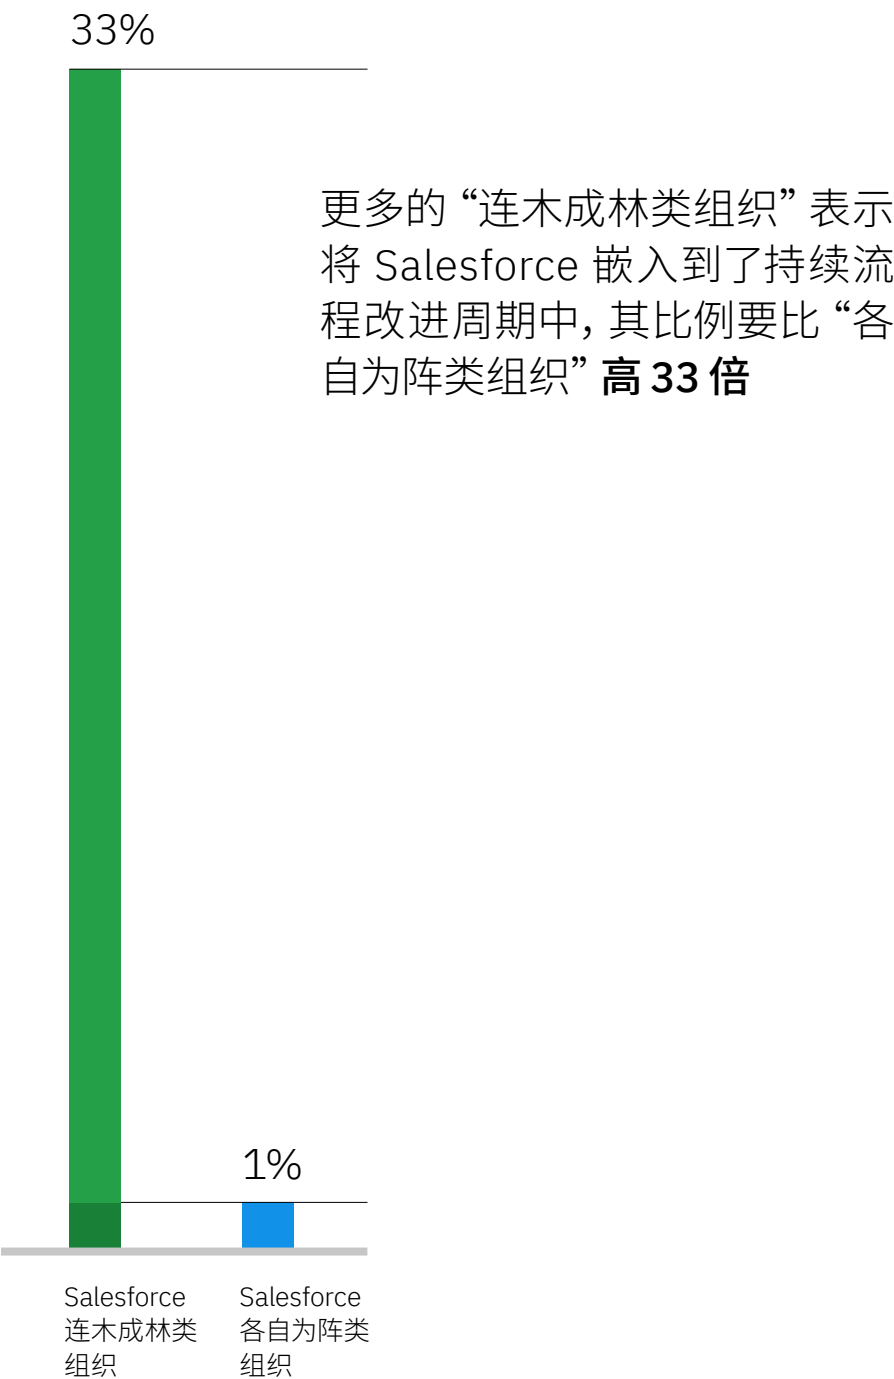 33%
更多的“连木成林类组织”表示
将 Salesforce 嵌入到了持续流
程改进周期中，其比例要比“各
自为阵类组织”高 33 倍
1%
Salesforce
连木成林类
组织
Salesforce
各自为阵类
组织